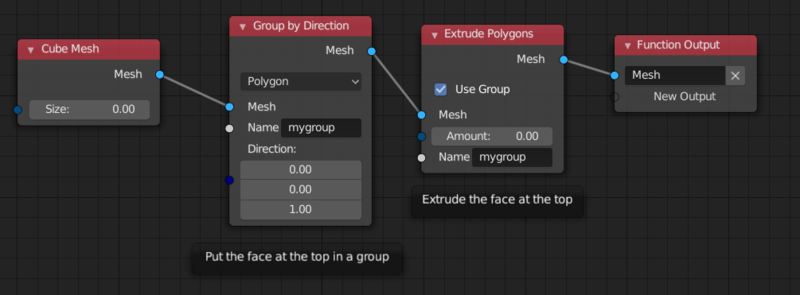 Cube Mesh
Mesh
Size: 0.00
Group by Direction
Mesh
Polygon
Mesh
Name mygroup
Direction:
0.00
0.00
1.00
Put the face at the top in a group
Extrude Polygons
Mesh
Use Group
Mesh
Amount: 0.00
Name mygroup
Extrude the face at the top
Function Output
Mesh
New Output